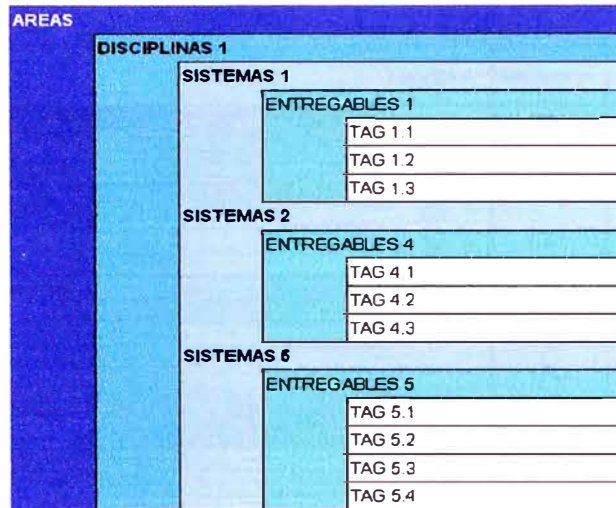 AREAS
DISCIPLINAS 1
SISTEMAS 1
ENTREGABLES 1
TAG 1.1
TAG 1.2
TAG 1.3
SISTEMAS 2
ENTREGABLES 4
TAG 4.1
TAG 4.2
TAG 4.3
SISTEMAS 6
ENTREGABLES 5
TAG 5.1
TAG 5.2
TAG 5.3
TAG 5.4